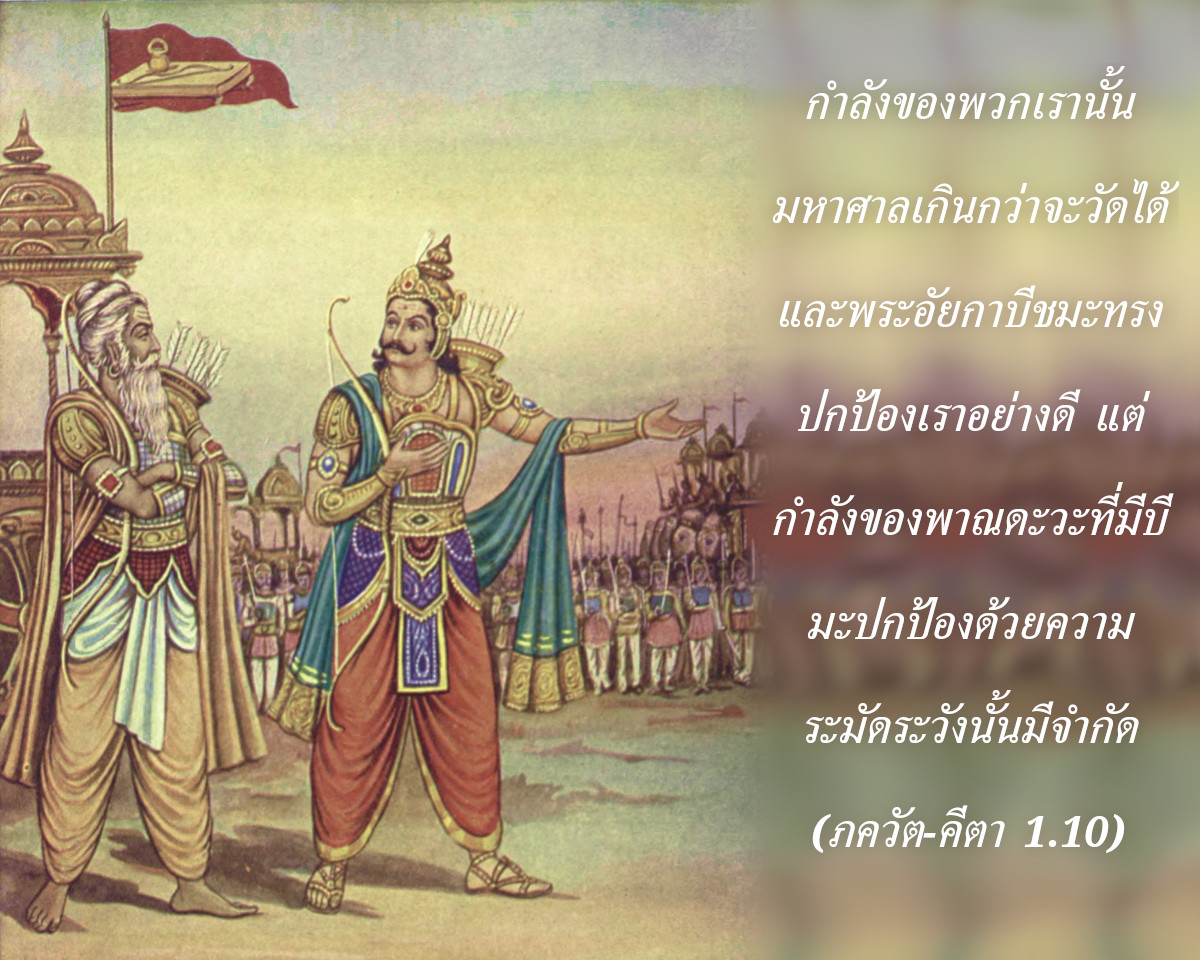 กำลังของพวกเรานั้น
มหาศาลเกินกว่าจะวัดได้
และพระอัยกาบีชมะทรง
ปกป้องเราอย่างดี แต่
กำลังของพาณดะวะที่มีบี
มะปกป้องด้วยความ
ระมัดระวังนั้นมีจำกัด
(ภควัต-คีตา 1.10)